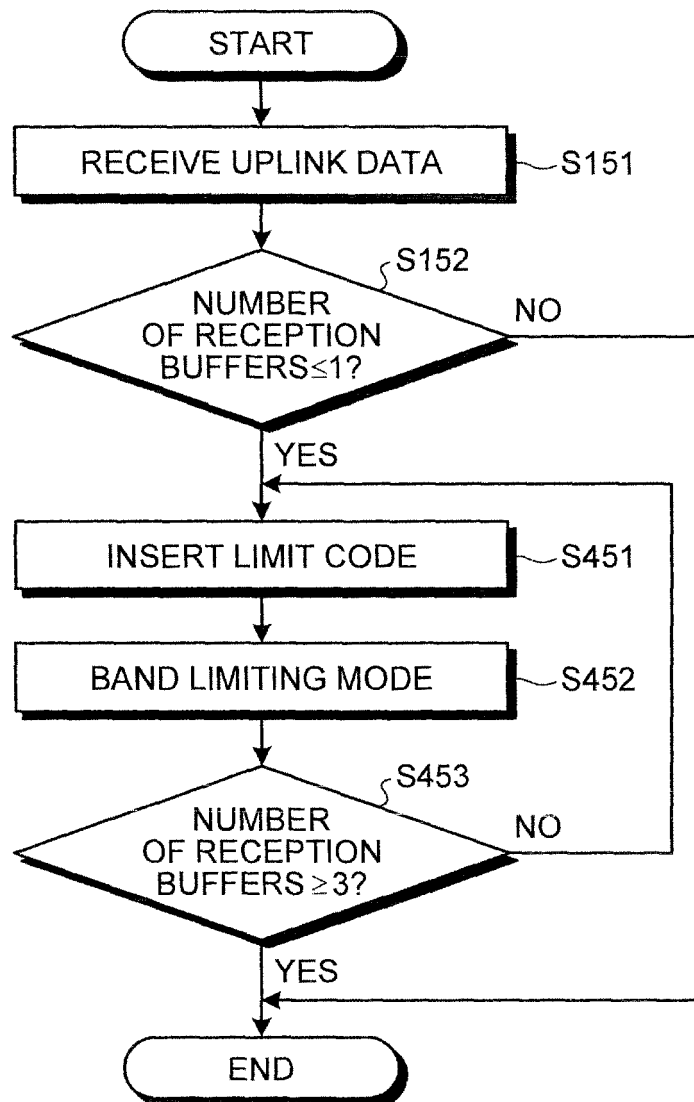 START
RECEIVE UPLINK DATA
S151
S152
NUMBER
OF RECEPTION
BUFFERS≤1?
NO
YES
INSERT LIMIT CODE
S451
BAND LIMITING MODE
S452
S453
NUMBER
OF RECEPTION
BUFFERS≥3?
NO
YES
END